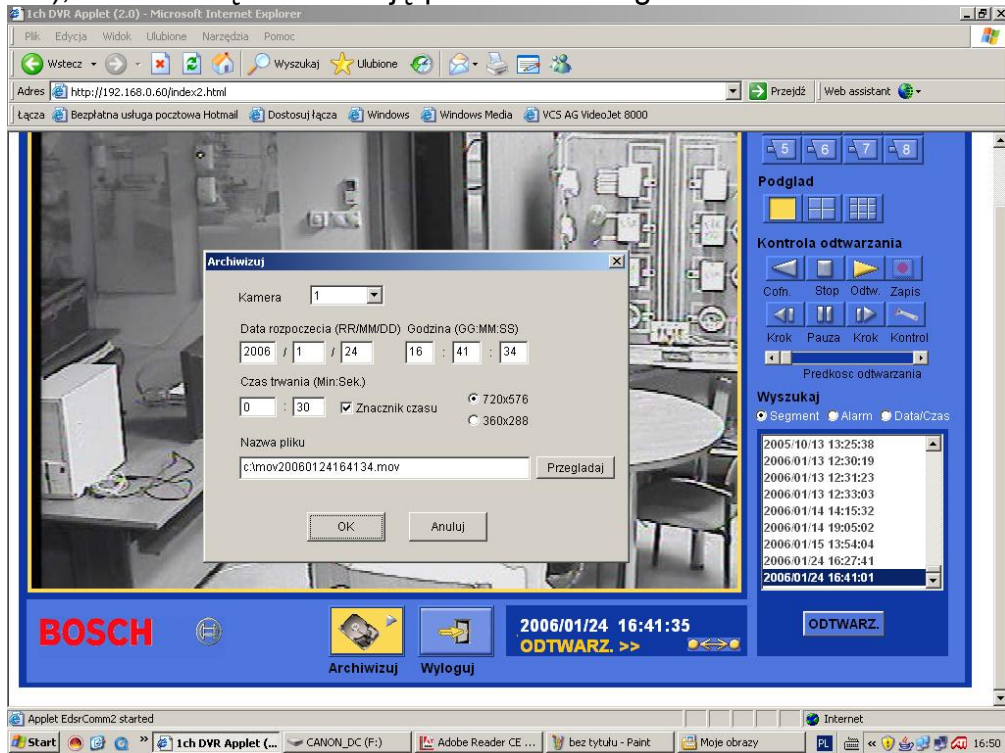 1ch DVR Applet (2.0) - Microsoft Internet Explorer
Plik Edycja Widok Ulubione Narzędzia Pomoc
Wstecz Wyszukaj Ulubione
Adres http://192.168.0.60/index2.html Przejdź Web assistant
Łącza Bezpłatna usługa pocztowa Hotmail Dostosuj łącza Windows Windows Media VCS AG VideoJet 8000
5 6 7 8
Podglad
Kontrola odtwarzania
Cofn. Stop Odtw. Zapis
Krok Pauza Krok Kontrol
Predkosc odtwarzania
Wyszukaj
Segment Alarm Data/Czas
2005/10/13 13:25:38
2006/01/13 12:30:19
2006/01/13 12:31:23
2006/01/13 12:33:03
2006/01/14 14:15:32
2006/01/14 19:05:02
2006/01/15 13:54:04
2006/01/24 16:27:41
2006/01/24 16:41:01
ODTWARZ.
Archiwizuj
Kamera 1
Data rozpoczecia (RR/MM/DD) Godzina (GG:MM:SS)
2006 / 1 / 24 16 : 41 : 34
Czas trwania (Min:Sek.)
0 : 30 Znacznik czasu 720x576
360x288
Nazwa pliku
c:\mov20060124164134.mov Przegladaj
OK Anuluj
BOSCH
Archiwizuj Wyloguj
2006/01/24 16:41:35
ODTWARZ. >>
Applet EdsrComm2 started Internet
Start 1ch DVR Applet (... CANON_DC (F:) Adobe Reader CE ... bez tytułu - Paint Moje obrazy PL 16:50